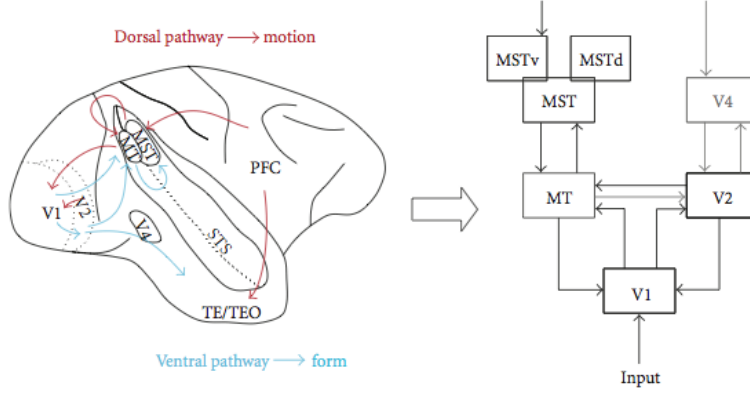 Dorsal pathway → motion
MT
MST
PFC
V1
V2
V4
STS
TE/TEO
Ventral pathway → form
MSTv
MSTd
MST
V4
MT
V2
V1
Input